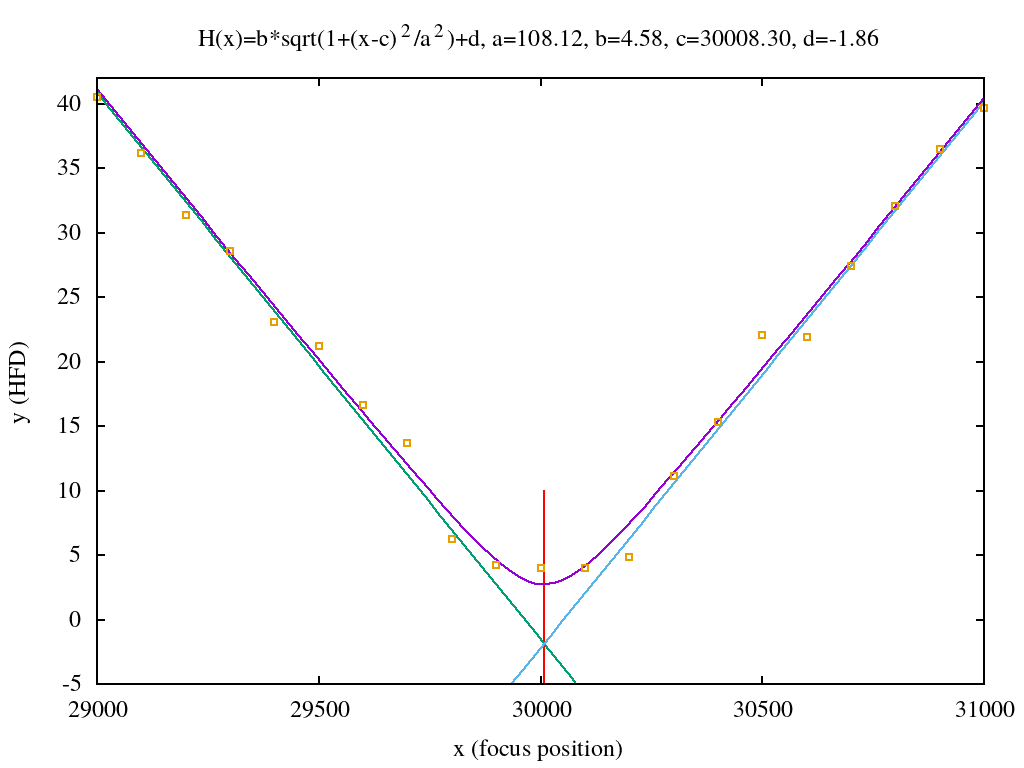 H(x)=b*sqrt(1+(x-c)²/a²)+d, a=108.12, b=4.58, c=30008.30, d=-1.86
40
35
30
25
20
15
10
5
0
-5
y (HFD)
29000 29500 30000 30500 31000
x (focus position)